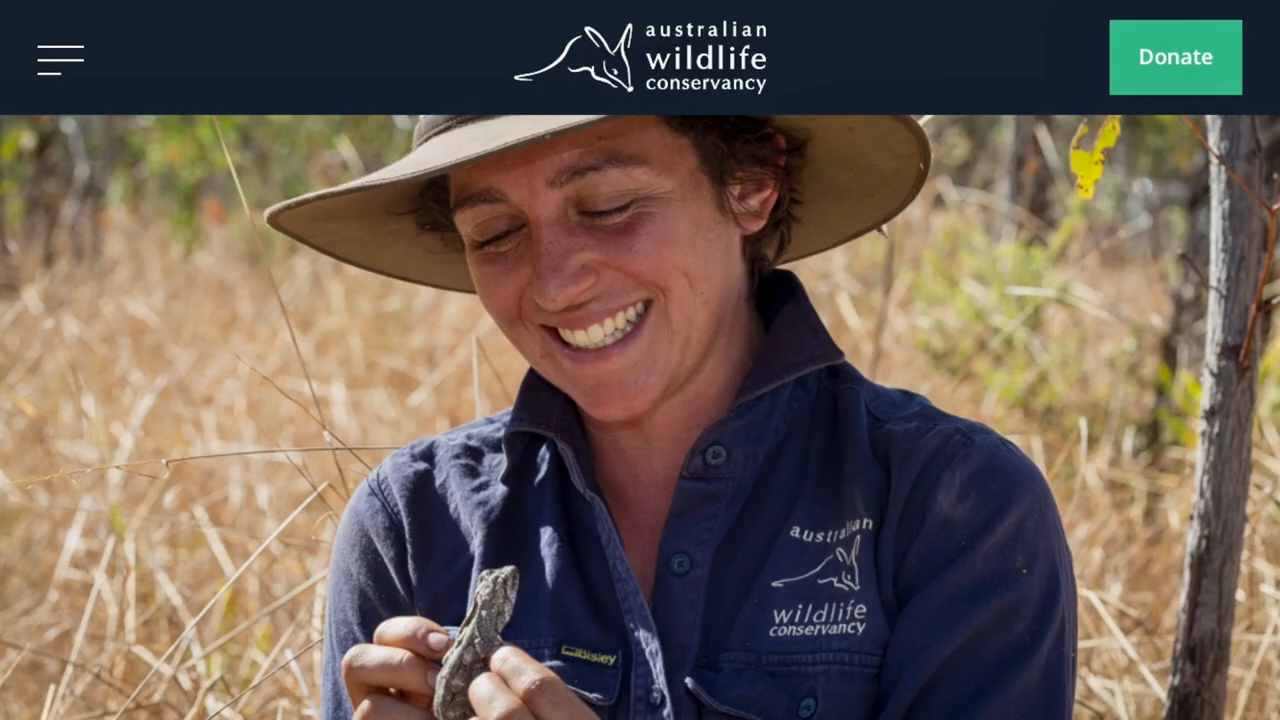 australian
wildlife
conservancy
Donate
australian
wildlife
conservancy
Bisley